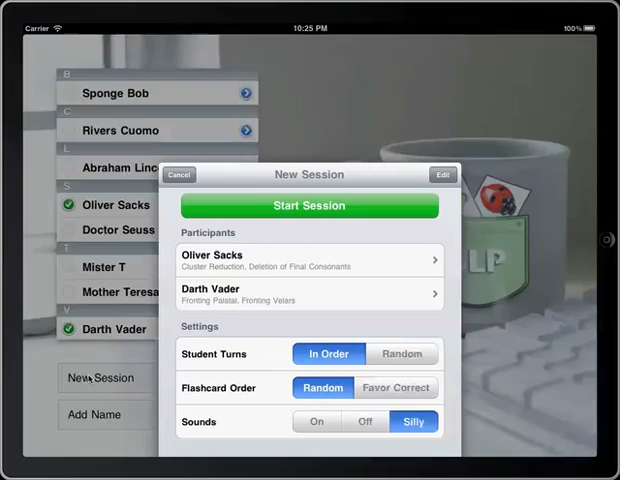 Carrier
10:25 PM
100%
B
Sponge Bob
C
Rivers Cuomo
L
Abraham Linc
S
Oliver Sacks
Doctor Seuss
T
Mister T
Mother Teresa
V
Darth Vader
New Session
Add Name
Cancel
New Session
Edit
Start Session
Participants
Oliver Sacks
Cluster Reduction, Deletion of Final Consonants
Darth Vader
Fronting Palatal, Fronting Velars
Settings
Student Turns
In Order
Random
Flashcard Order
Random
Favor Correct
Sounds
On
Off
Silly
LP